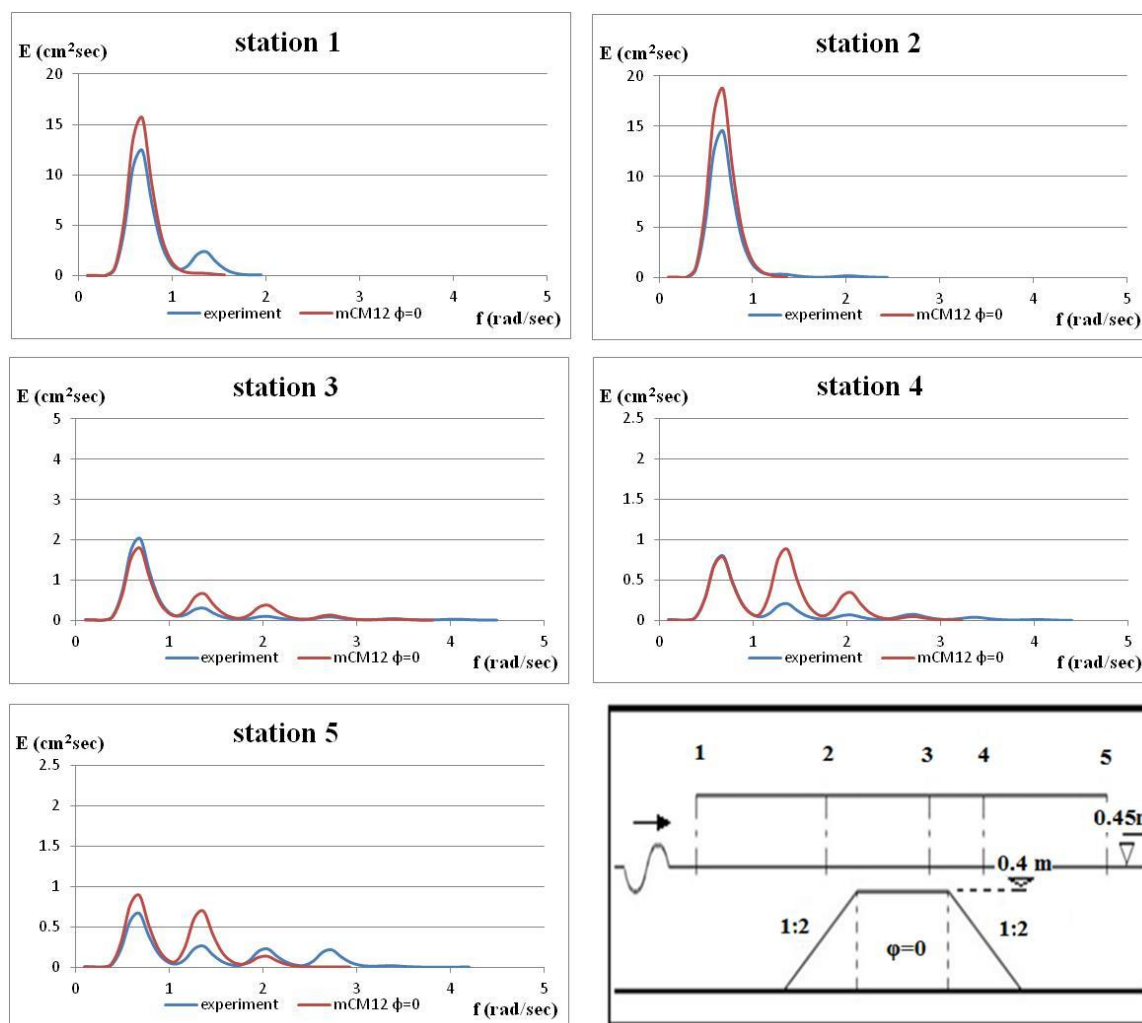 station 1
E (cm²sec)
20
15
10
5
0
0 1 2 3 4 5
experiment mCM12 ϕ=0
f (rad/sec)
station 2
E (cm²sec)
20
15
10
5
0
0 1 2 3 4 5
experiment mCM12 ϕ=0
f (rad/sec)
station 3
E (cm²sec)
5
4
3
2
1
0
0 1 2 3 4 5
experiment mCM12 ϕ=0
f (rad/sec)
station 4
E (cm²sec)
2.5
2
1.5
1
0.5
0
0 1 2 3 4 5
experiment mCM12 ϕ=0
f (rad/sec)
station 5
E (cm²sec)
2.5
2
1.5
1
0.5
0
0 1 2 3 4 5
experiment mCM12 ϕ=0
f (rad/sec)
1 2 3 4 5
0.45
0.4 m
1:2 φ=0 1:2